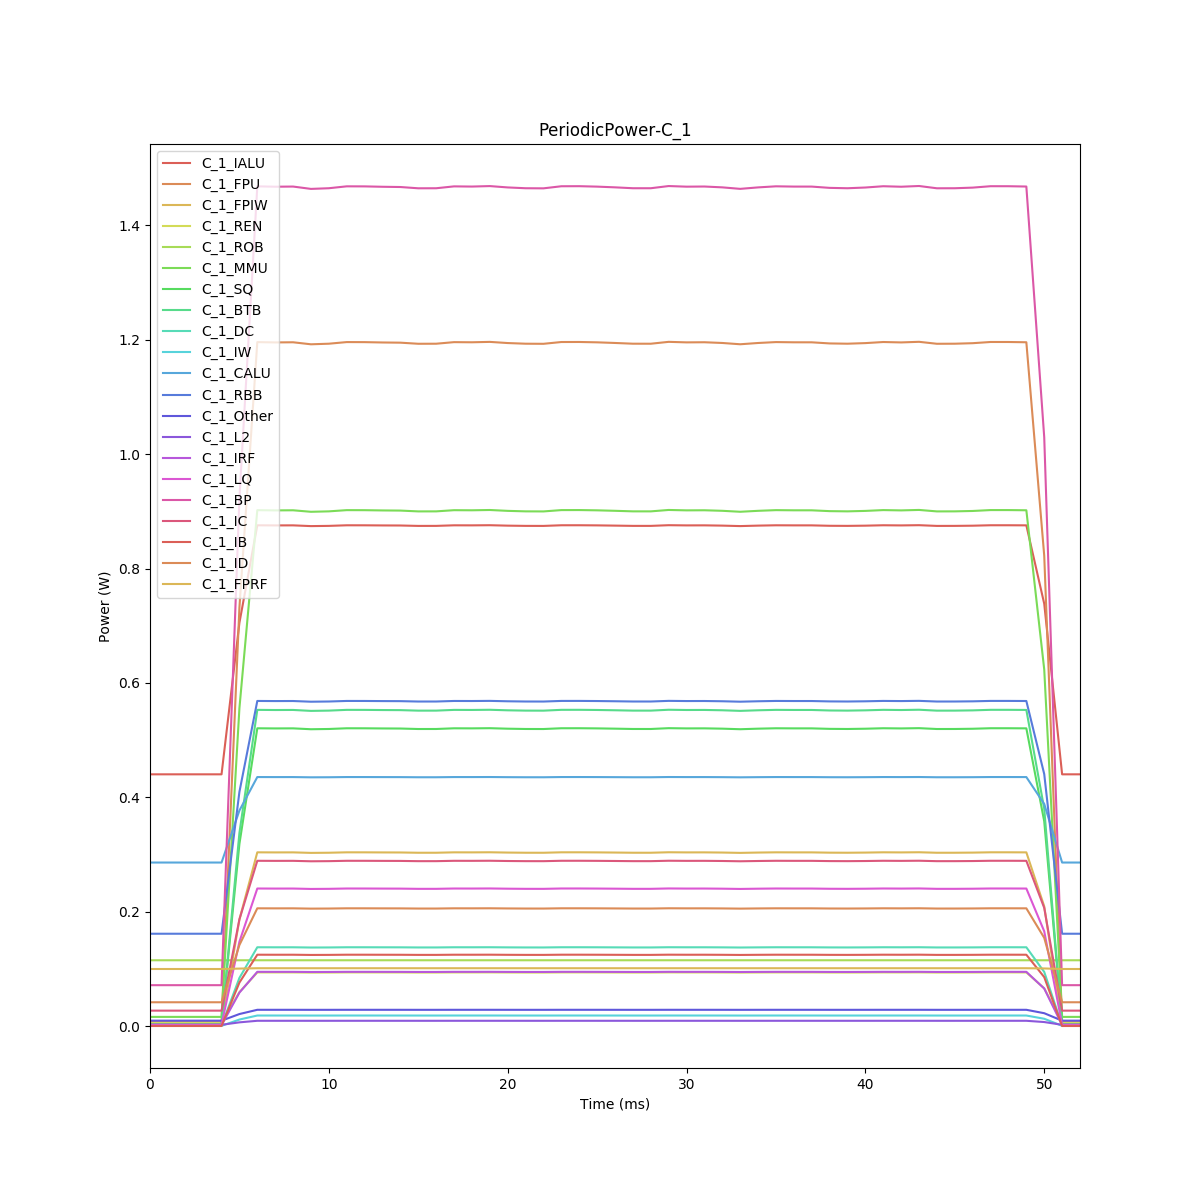 PeriodicPower-C_1
C_1_IALU
C_1_FPU
C_1_FPIW
C_1_REN
C_1_ROB
C_1_MMU
C_1_SQ
C_1_BTB
C_1_DC
C_1_IW
C_1_CALU
C_1_RBB
C_1_Other
C_1_L2
C_1_IRF
C_1_LQ
C_1_BP
C_1_IC
C_1_IB
C_1_ID
C_1_FPRF
1.4
1.2
1.0
0.8
0.6
0.4
0.2
0.0
Power (W)
0 10 20 30 40 50
Time (ms)